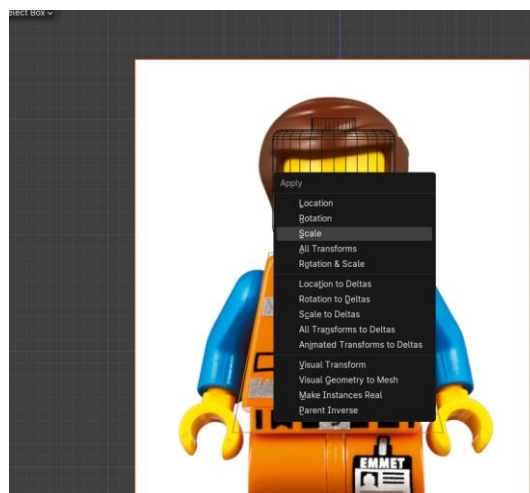 elect Box
Apply
Location
Rotation
Scale
All Transforms
Rotation & Scale
Location to Deltas
Rotation to Deltas
Scale to Deltas
All Transforms to Deltas
Animated Transforms to Deltas
Visual Transform
Visual Geometry to Mesh
Make Instances Real
Parent Inverse
EMMET